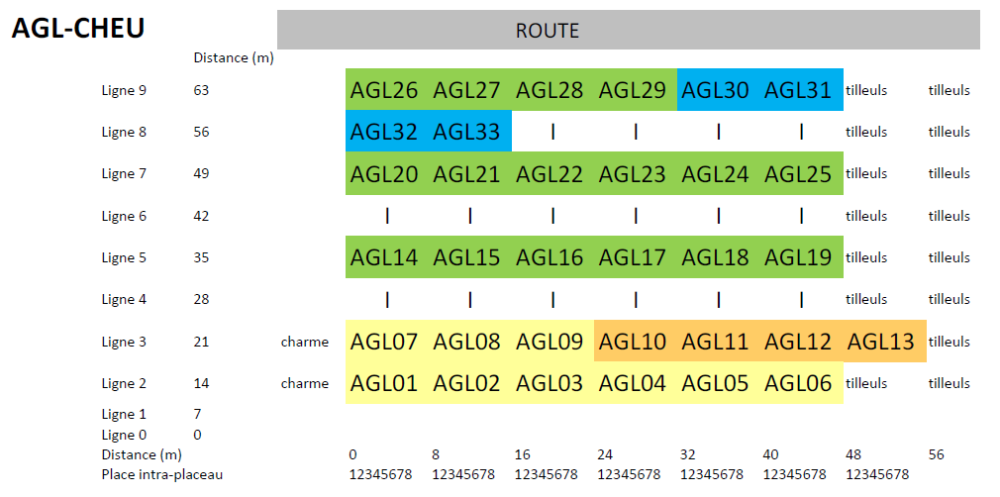 AGL-CHEU
ROUTE
Distance (m)
Ligne 9 63 AGL26 AGL27 AGL28 AGL29 AGL30 AGL31 tilleuls tilleuls
Ligne 8 56 AGL32 AGL33 | | | |
Ligne 7 49 AGL20 AGL21 AGL22 AGL23 AGL24 AGL25 tilleuls tilleuls
Ligne 6 42 | | | | | |
Ligne 5 35 AGL14 AGL15 AGL16 AGL17 AGL18 AGL19 tilleuls tilleuls
Ligne 4 28 | | | | | |
Ligne 3 21 charme AGL07 AGL08 AGL09 AGL10 AGL11 AGL12 AGL13 tilleuls
Ligne 2 14 charme AGL01 AGL02 AGL03 AGL04 AGL05 AGL06 tilleuls tilleuls
Ligne 1 7
Ligne 0 0
Distance (m) 0 8 16 24 32 40 48 56
Place intra-placeau 12345678 12345678 12345678 12345678 12345678 12345678 12345678